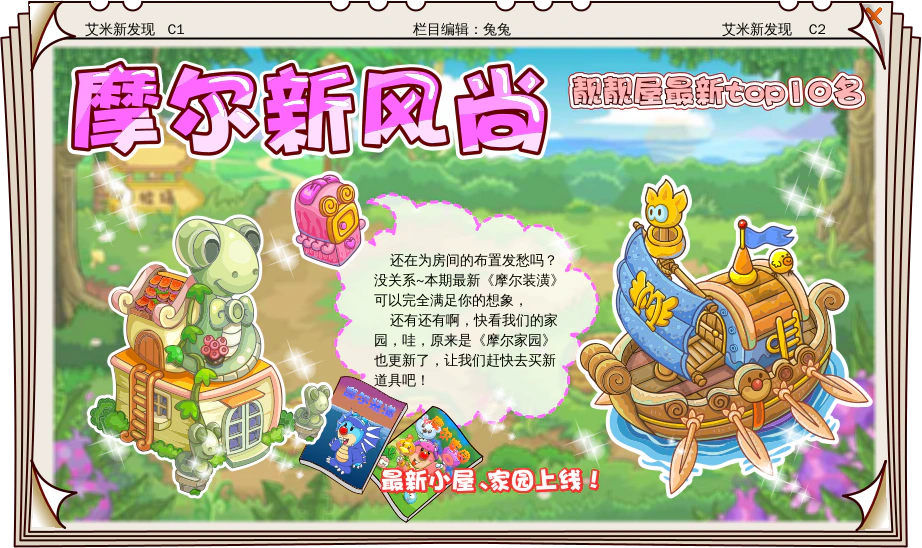 艾米新发现 C1
栏目编辑：兔兔
艾米新发现 C2
摩尔新风尚
靓靓屋最新top10名
还在为房间的布置发愁吗？
没关系~本期最新《摩尔装潢》
可以完全满足你的想象，
还有还有啊，快看我们的家
园，哇，原来是《摩尔家园》
也更新了，让我们赶快去买新
道具吧！
摩尔装潢
最新小屋、家园上线！